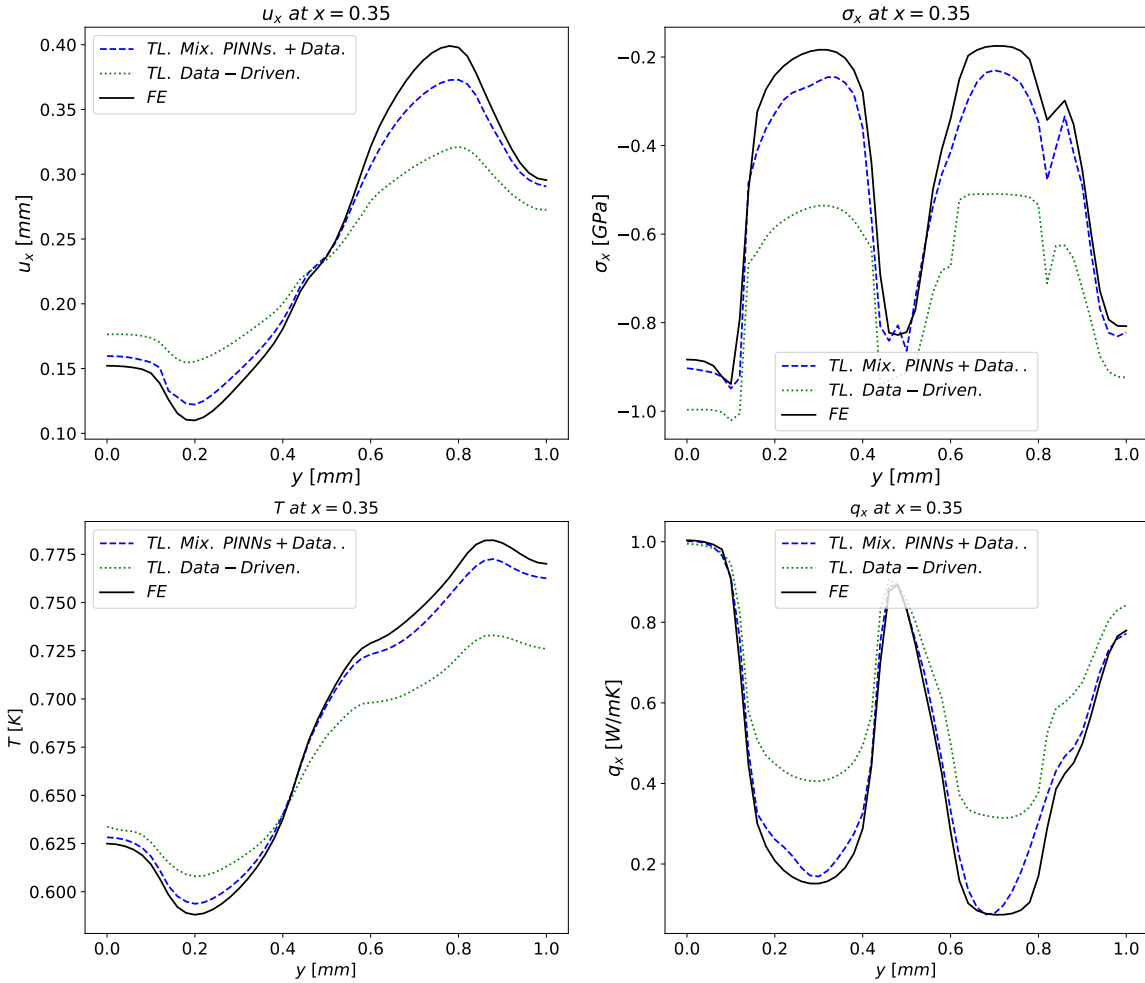 u_x at x = 0.35
0.40
0.35
0.30
0.25
0.20
0.15
0.10
u_x [mm]
TL. Mix. PINNs. + Data.
TL. Data − Driven.
FE
0.0 0.2 0.4 0.6 0.8 1.0
y [mm]
σ_x at x = 0.35
−0.2
−0.4
−0.6
−0.8
−1.0
σ_x [GPa]
TL. Mix. PINNs + Data. .
TL. Data − Driven.
FE
0.0 0.2 0.4 0.6 0.8 1.0
y [mm]
T at x = 0.35
0.775
0.750
0.725
0.700
0.675
0.650
0.625
0.600
T [K]
TL. Mix. PINNs + Data. .
TL. Data − Driven.
FE
0.0 0.2 0.4 0.6 0.8 1.0
y [mm]
q_x at x = 0.35
1.0
0.8
0.6
0.4
0.2
q_x [W/mK]
TL. Mix. PINNs + Data. .
TL. Data − Driven.
FE
0.0 0.2 0.4 0.6 0.8 1.0
y [mm]